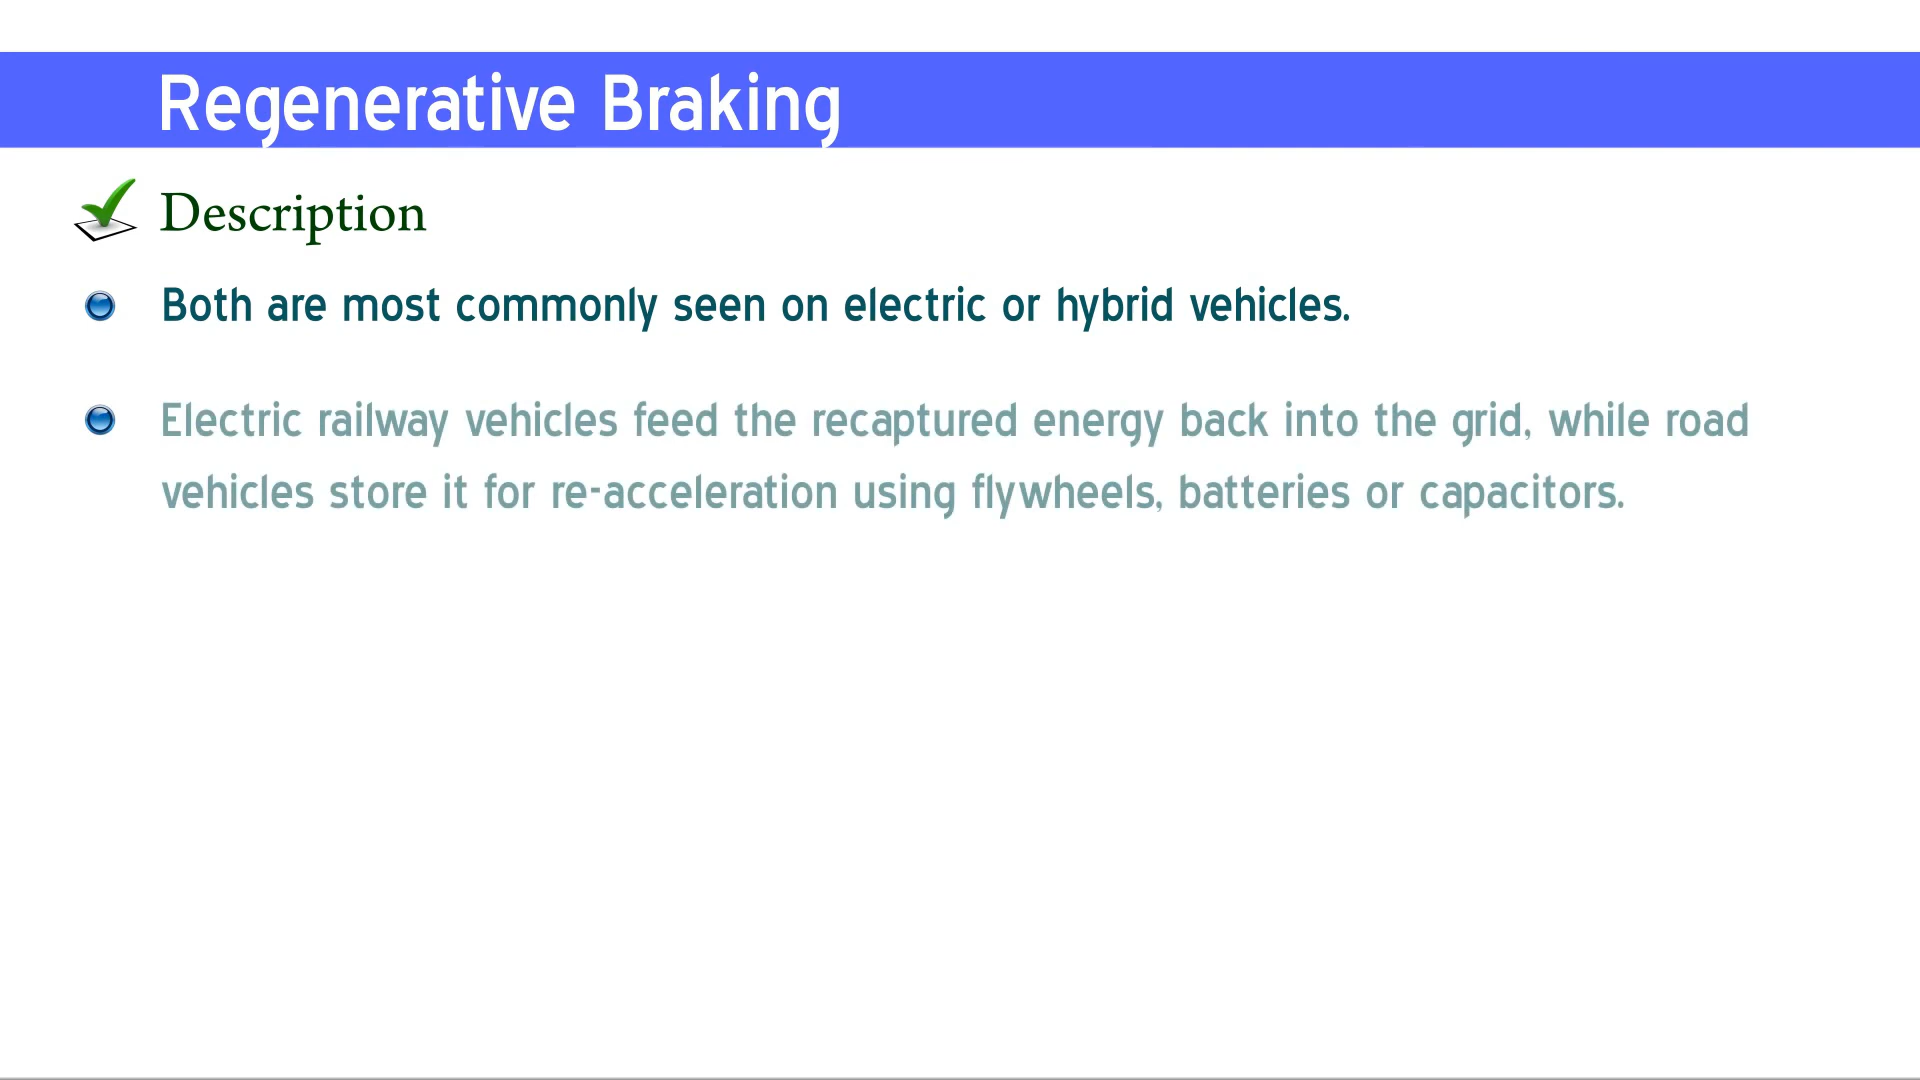 Regenerative Braking
Description
Both are most commonly seen on electric or hybrid vehicles.
Electric railway vehicles feed the recaptured energy back into the grid, while road
vehicles store it for re-acceleration using flywheels, batteries or capacitors.